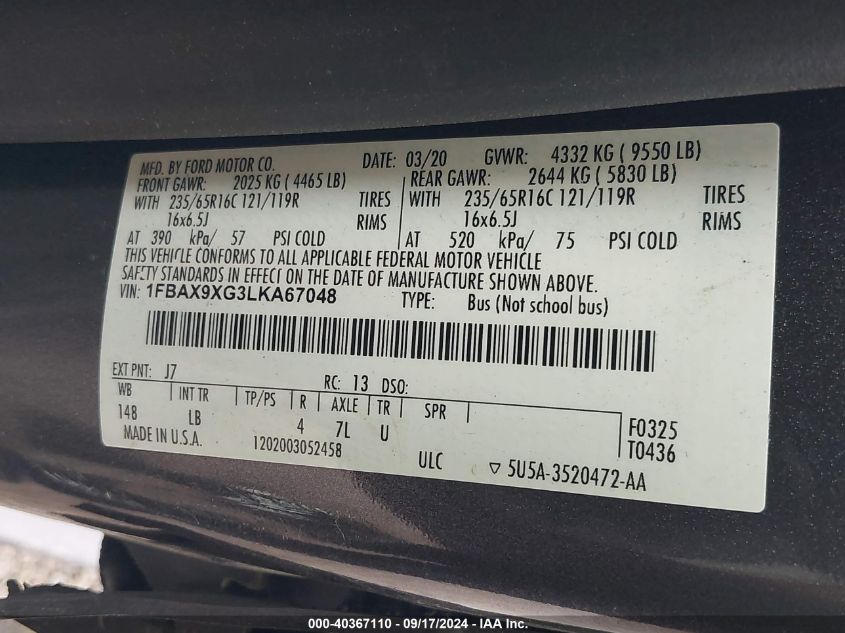 MFD. BY FORD MOTOR CO. DATE: 03/20 GVWR: 4332 KG ( 9550 LB)
FRONT GAWR: 2025 KG ( 4465 LB) REAR GAWR: 2644 KG ( 5830 LB)
WITH 235/65R16C 121/119R TIRES WITH 235/65R16C 121/119R TIRES
16x6.5J RIMS 16x6.5J RIMS
AT 390 kPa/ 57 PSI COLD AT 520 kPa/ 75 PSI COLD
THIS VEHICLE CONFORMS TO ALL APPLICABLE FEDERAL MOTOR VEHICLE
SAFETY STANDARDS IN EFFECT ON THE DATE OF MANUFACTURE SHOWN ABOVE.
VIN: 1FBAX9XG3LKA67048 TYPE: Bus (Not school bus)
EXT PNT: J7 RC: 13 DSO:
WB INT TR TP/PS R AXLE TR SPR
148 LB 4 7L U F0325
MADE IN U.S.A. 1202003052458 ULC T0436
▽ 5U5A-3520472-AA
000-40367110 - 09/17/2024 - IAA Inc.